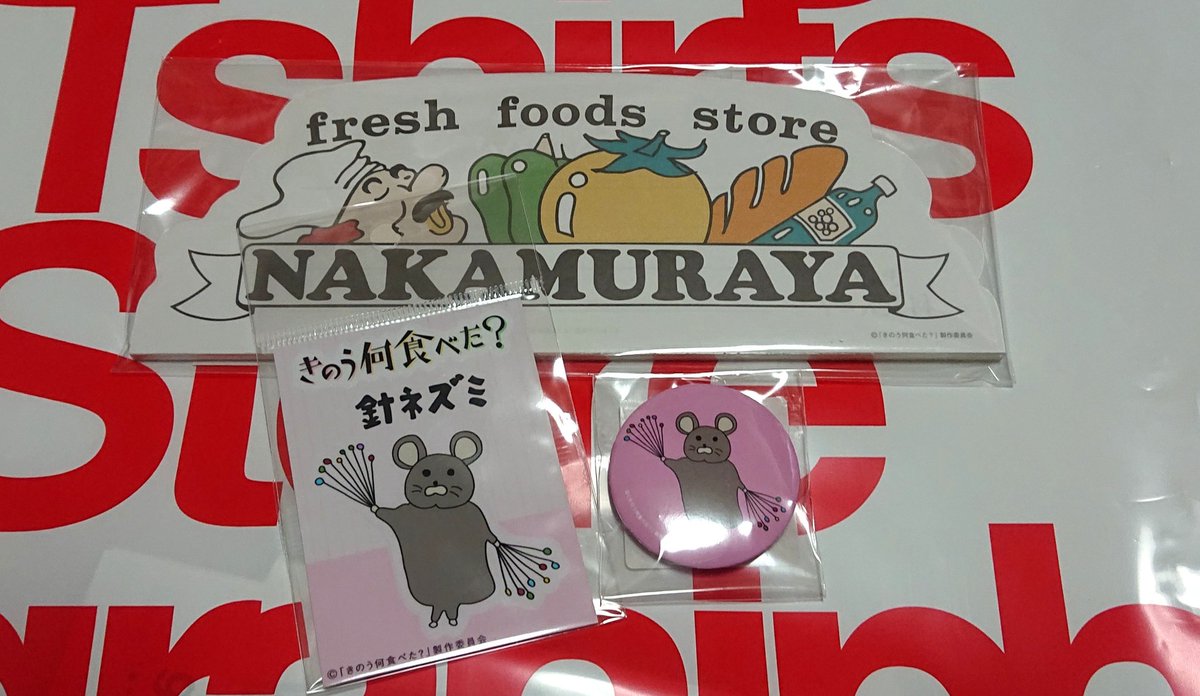 Tshirts
fresh foods store
NAKAMURAYA
©「きのう何食べた？」製作委員会
きのう何食べた?
針ネズミ
©「きのう何食べた?」製作委員会